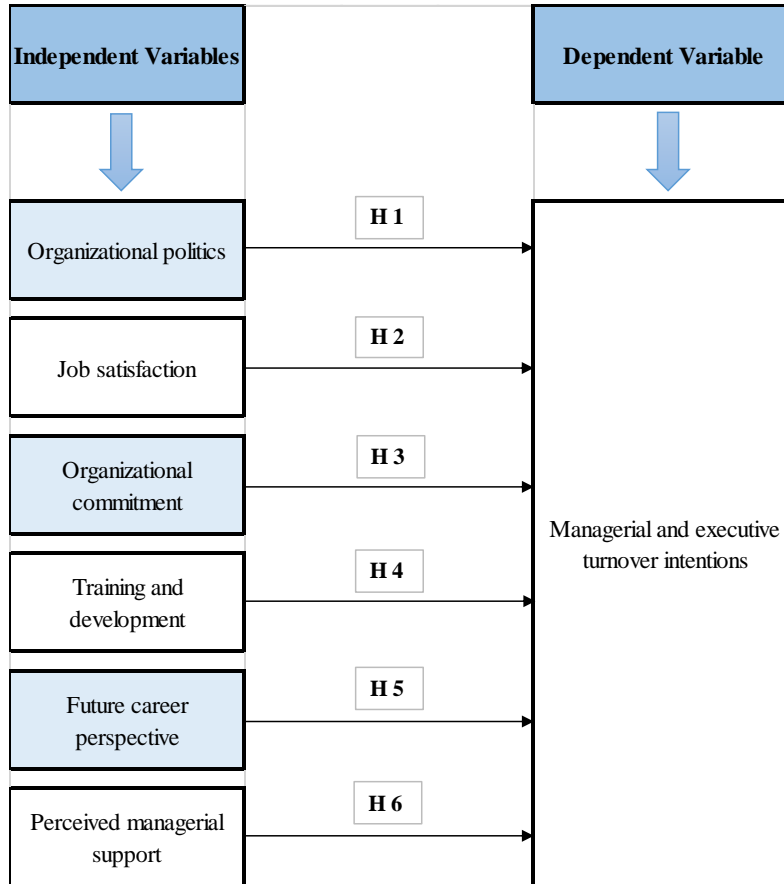 Independent Variables
Dependent Variable
H 1
Organizational politics
H 2
Job satisfaction
H 3
Organizational
commitment
Managerial and executive
turnover intentions
H 4
Training and
development
H 5
Future career
perspective
H 6
Perceived managerial
support